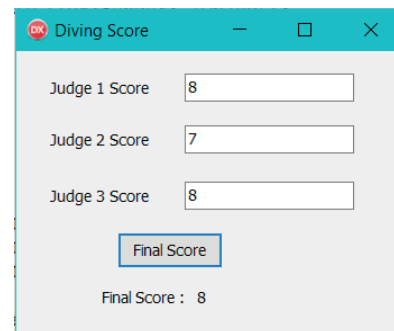 DX Diving Score
Judge 1 Score 8
Judge 2 Score 7
Judge 3 Score 8
Final Score
Final Score : 8